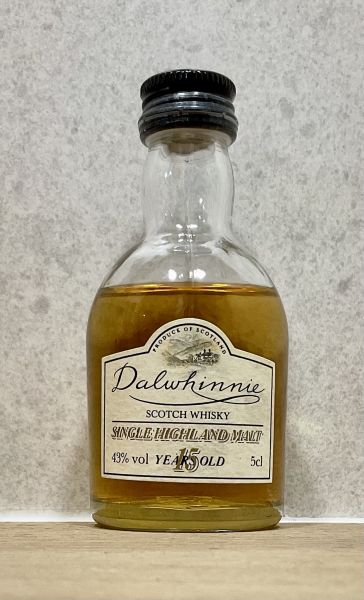 PRODUCE OF SCOTLAND
Dalwhinnie
SCOTCH WHISKY
SINGLE HIGHLAND MALT
43% vol YEARS 15 OLD 5cl